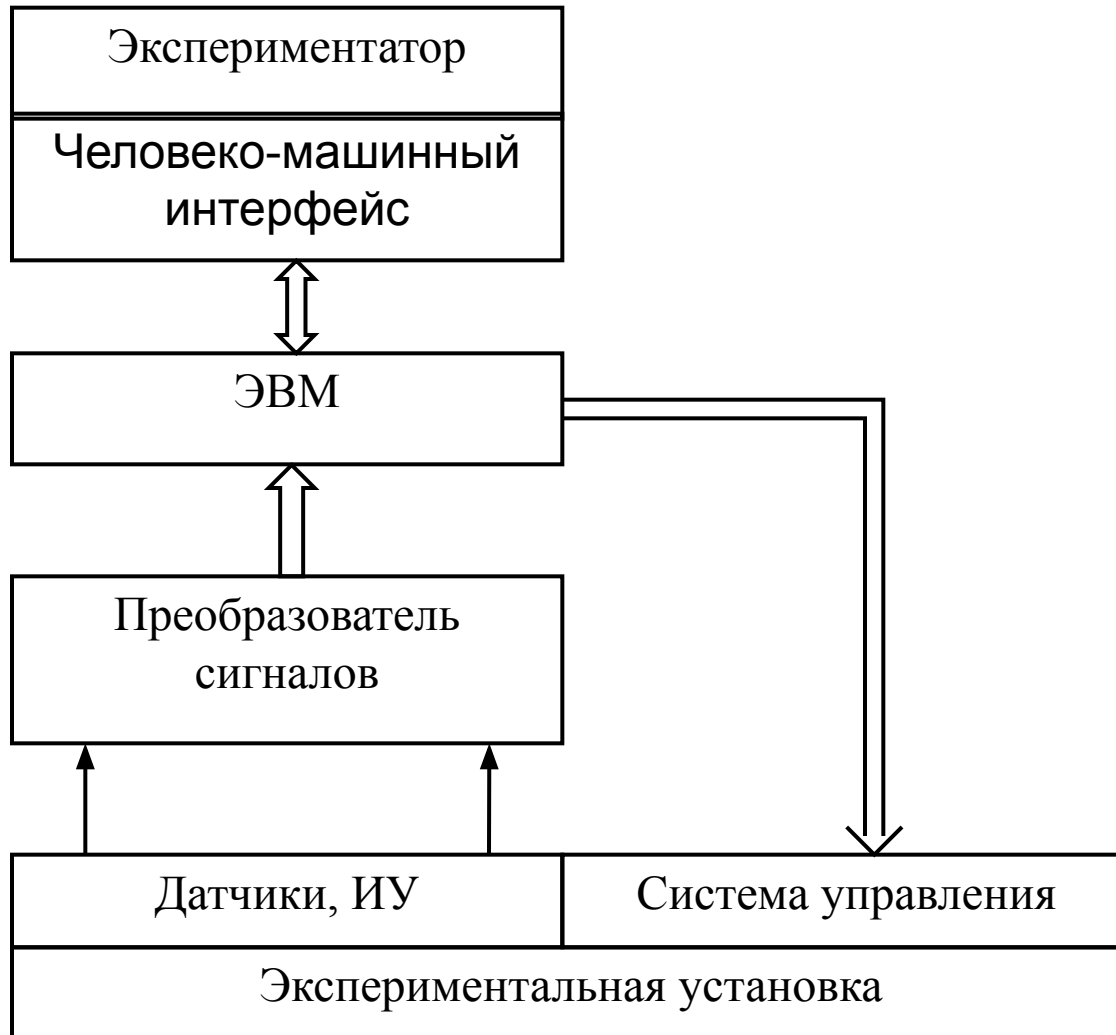 Экспериментатор
Человеко-машинный
интерфейс
ЭВМ
Преобразователь
сигналов
Датчики, ИУ
Система управления
Экспериментальная установка